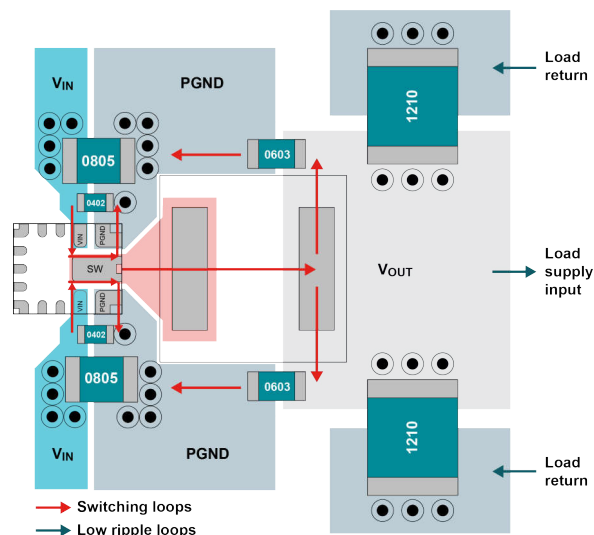 VIN
PGND
Load
return
1210
0805
0603
0402
VIN
PGND
SW
VOUT
Load
supply
input
VIN
PGND
0402
0805
0603
1210
VIN
PGND
Load
return
Switching loops
Low ripple loops